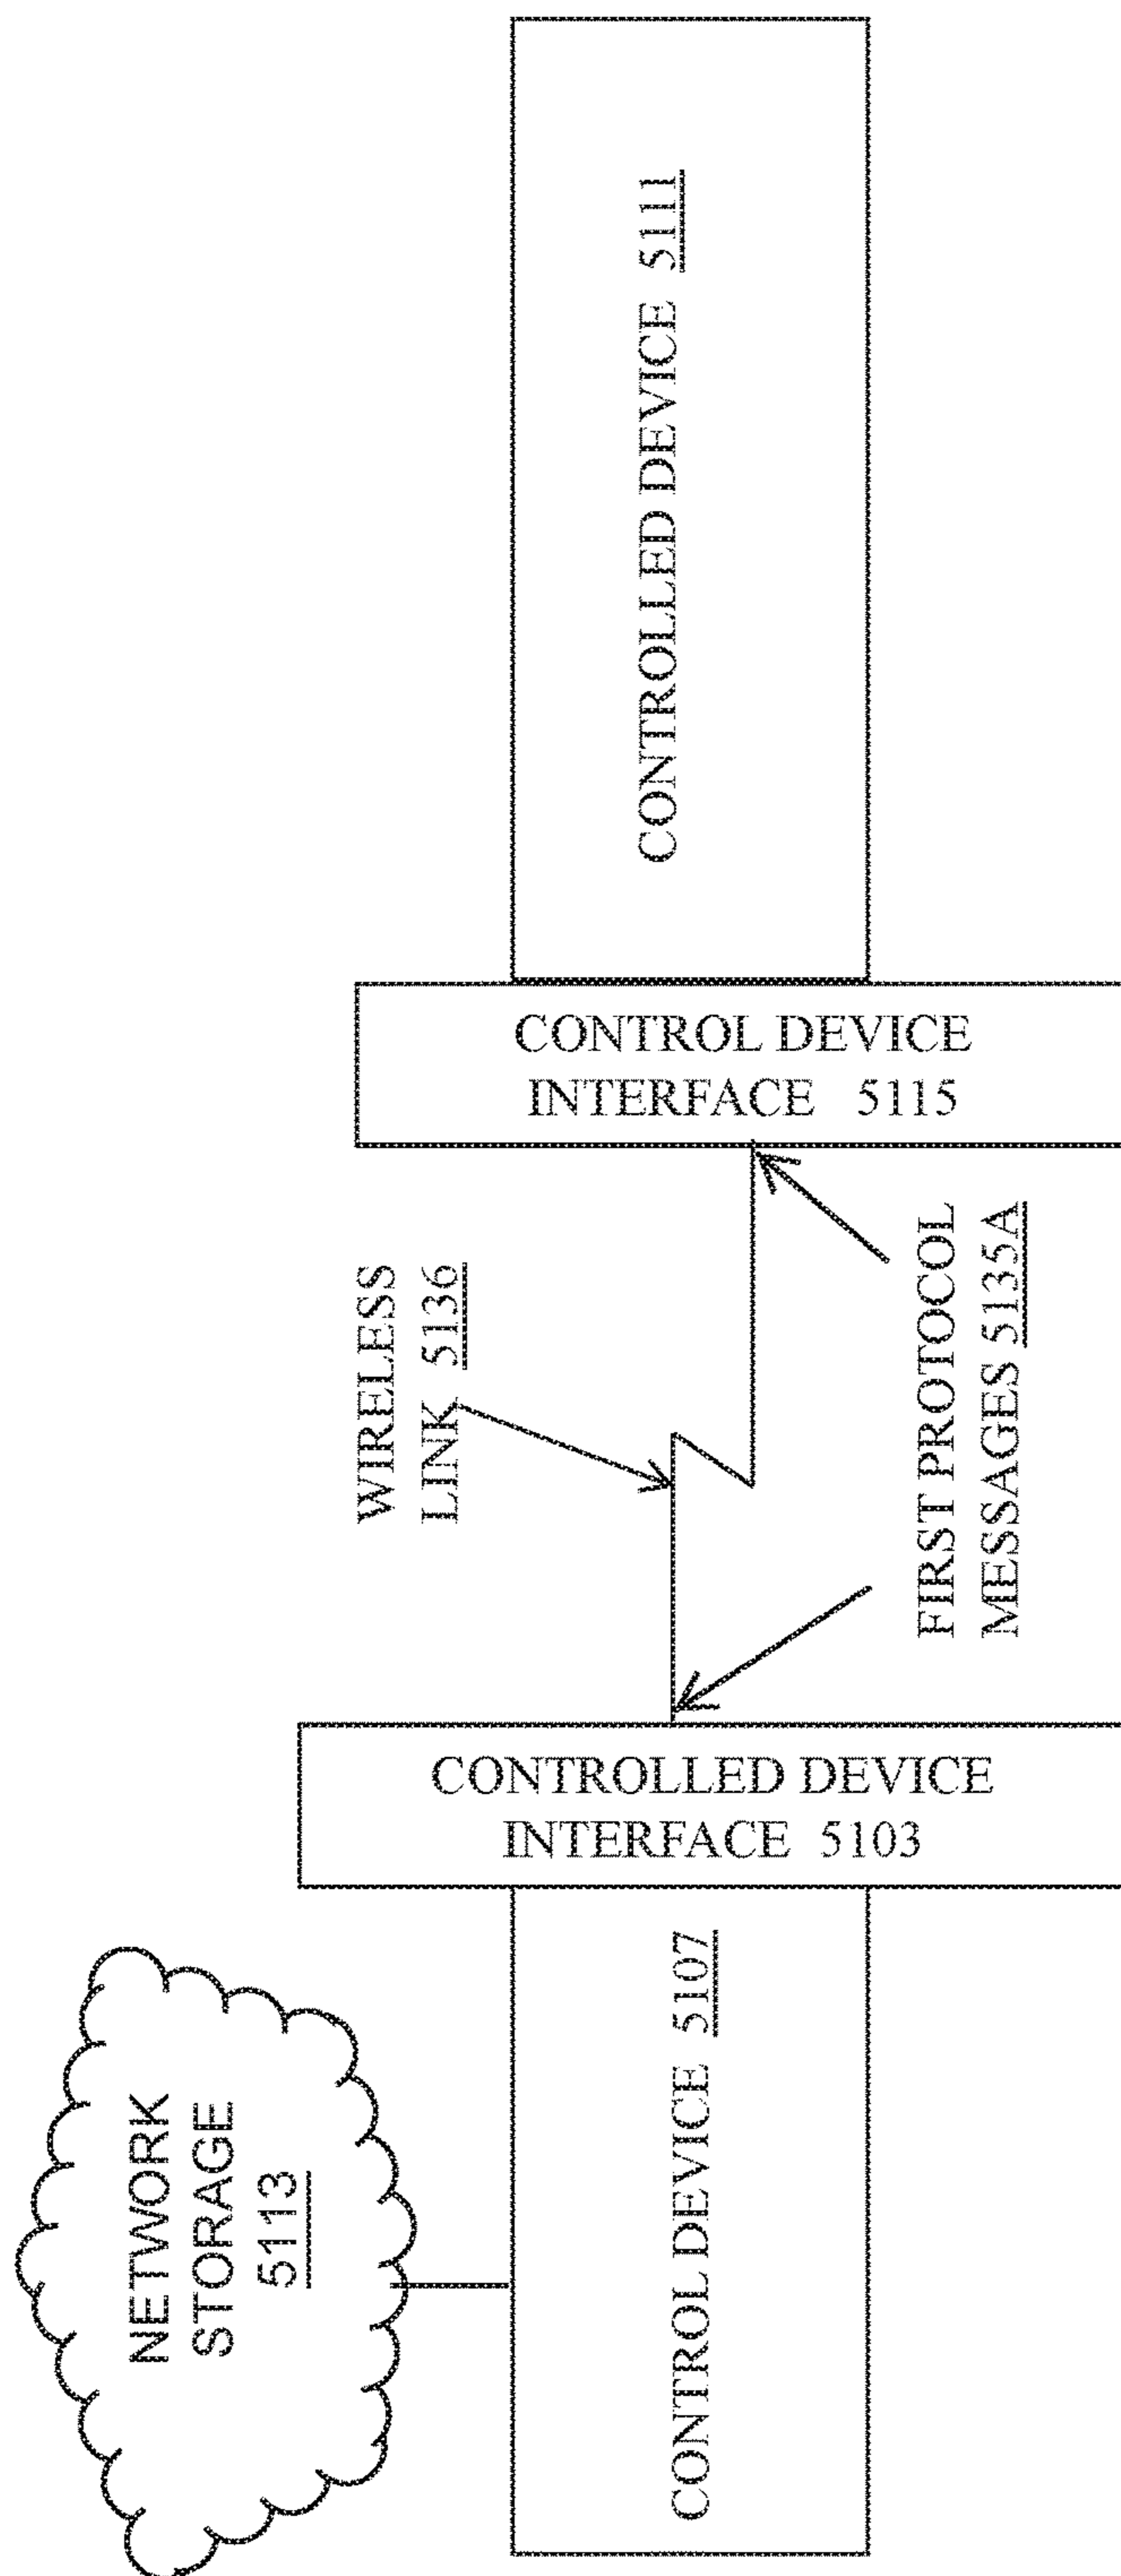 NETWORK
STORAGE
5113
CONTROL DEVICE 5107
CONTROLLED DEVICE
INTERFACE 5103
WIRELESS
LINK 5136
FIRST PROTOCOL
MESSAGES 5135A
CONTROL DEVICE
INTERFACE 5115
CONTROLLED DEVICE 5111